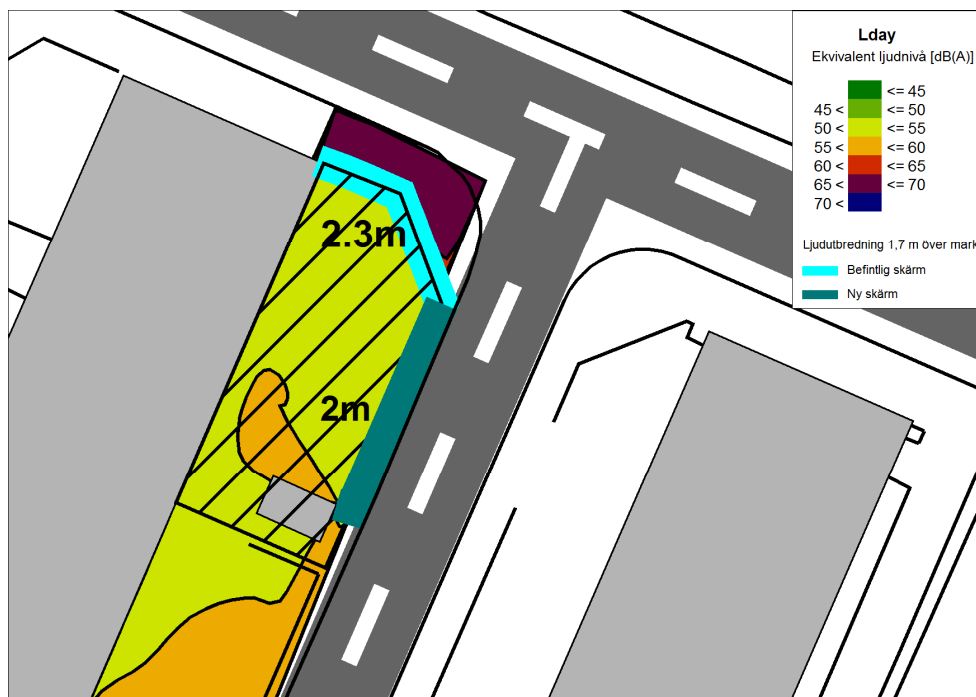 Lday
Ekvivalent ljudnivå [dB(A)]
<= 45
45 < <= 50
50 < <= 55
55 < <= 60
60 < <= 65
65 < <= 70
70 <
Ljudutbredning 1,7 m över mark
Befintlig skärm
Ny skärm
2.3m
2m